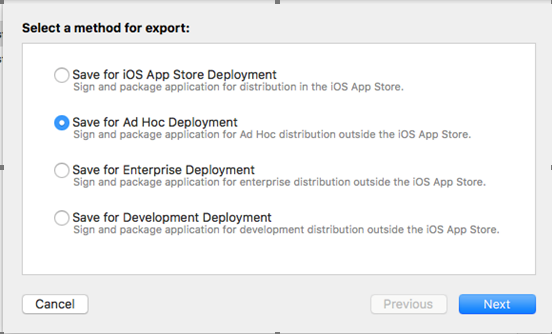 Select a method for export:
Save for iOS App Store Deployment
Sign and package application for distribution in the iOS App Store.
Save for Ad Hoc Deployment
Sign and package application for Ad Hoc distribution outside the iOS App Store.
Save for Enterprise Deployment
Sign and package application for enterprise distribution outside the iOS App Store.
Save for Development Deployment
Sign and package application for development distribution outside the iOS App Store.
Cancel
Previous
Next